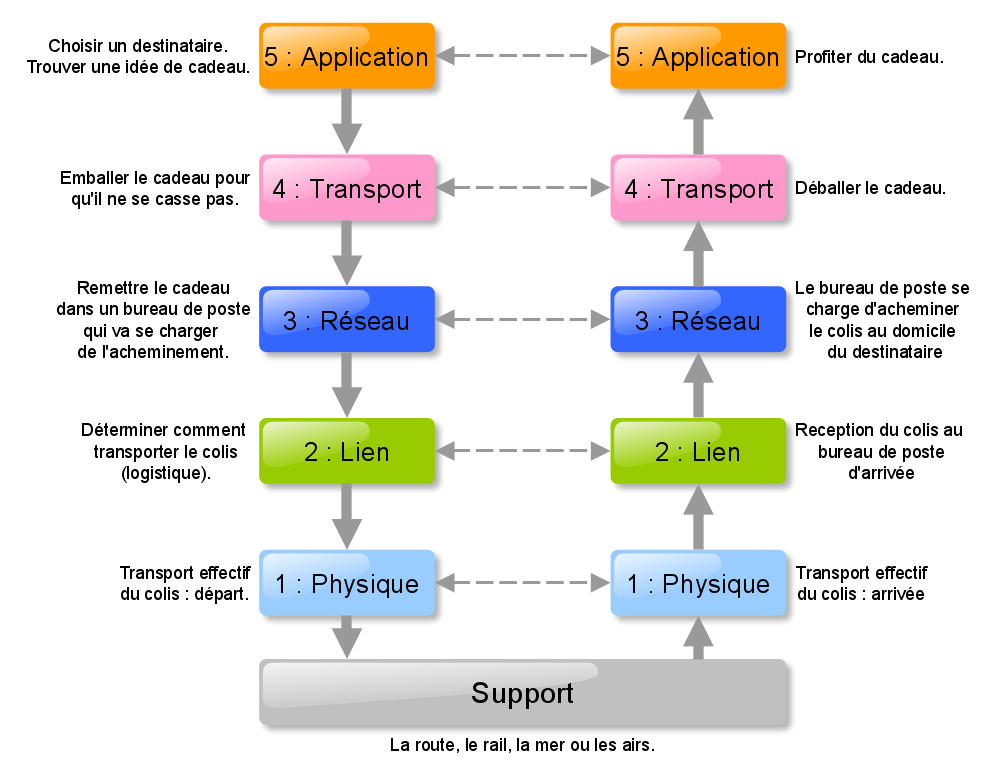 Choisir un destinataire.
Trouver une idée de cadeau.
5 : Application
5 : Application
Profiter du cadeau.
Emballer le cadeau pour
qu'il ne se casse pas.
4 : Transport
4 : Transport
Déballer le cadeau.
Remettre le cadeau
dans un bureau de poste
qui va se charger
de l'acheminement.
3 : Réseau
3 : Réseau
Le bureau de poste se
charge d'acheminer
le colis au domicile
du destinataire
Déterminer comment
transporter le colis
(logistique).
2 : Lien
2 : Lien
Reception du colis au
bureau de poste
d'arrivée
Transport effectif
du colis : départ.
1 : Physique
1 : Physique
Transport effectif
du colis : arrivée
Support
La route, le rail, la mer ou les airs.